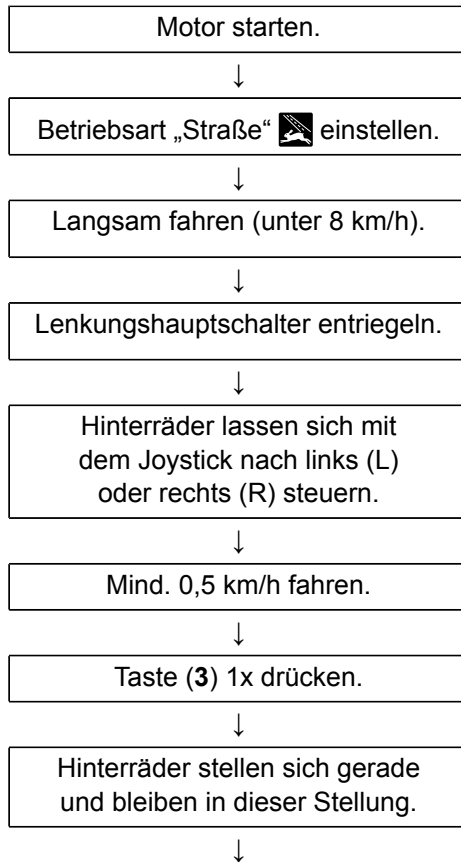 Motor starten.
↓
Betriebsart „Straße“ einstellen.
↓
Langsam fahren (unter 8 km/h).
↓
Lenkungshauptschalter entriegeln.
↓
Hinterräder lassen sich mit
dem Joystick nach links (L)
oder rechts (R) steuern.
↓
Mind. 0,5 km/h fahren.
↓
Taste (3) 1x drücken.
↓
Hinterräder stellen sich gerade
und bleiben in dieser Stellung.
↓